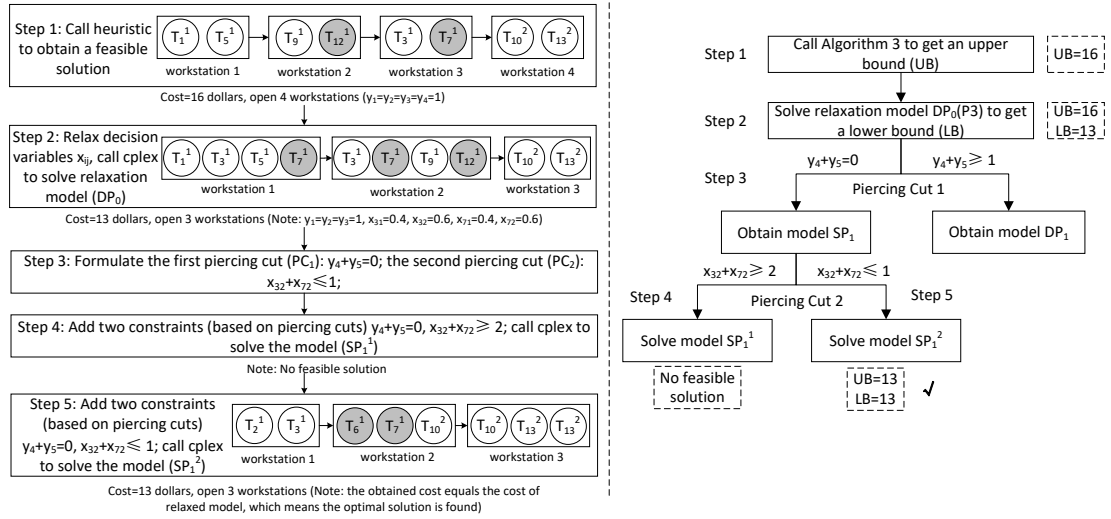 Step 1: Call heuristic
to obtain a feasible
solution
T₁¹ T₅¹ T₉¹ T₁₂¹ T₃¹ T₇¹ T₁₀² T₁₃²
workstation 1 workstation 2 workstation 3 workstation 4
Cost=16 dollars, open 4 workstations (y₁=y₂=y₃=y₄=1)
Step 2: Relax decision
variables xᵢⱼ, call cplex
to solve relaxation
model (DP₀)
T₁¹ T₃¹ T₅¹ T₇¹ T₃¹ T₇¹ T₉¹ T₁₂¹ T₁₀² T₁₃²
workstation 1 workstation 2 workstation 3
Cost=13 dollars, open 3 workstations (Note: y₁=y₂=y₃=1, x₃₁=0.4, x₃₂=0.6, x₇₁=0.4, x₇₂=0.6)
Step 3: Formulate the first piercing cut (PC₁): y₄+y₅=0; the second piercing cut (PC₂):
x₃₂+x₇₂≤1;
Step 4: Add two constraints (based on piercing cuts) y₄+y₅=0, x₃₂+x₇₂≥ 2; call cplex to
solve the model (SP₁¹)
Note: No feasible solution
Step 5: Add two constraints
(based on piercing cuts)
y₄+y₅=0, x₃₂+x₇₂≤ 1; call cplex
to solve the model (SP₁²)
T₂¹ T₃¹ T₆¹ T₇¹ T₁₀² T₁₀² T₁₃² T₁₃²
workstation 1 workstation 2 workstation 3
Cost=13 dollars, open 3 workstations (Note: the obtained cost equals the cost of
relaxed model, which means the optimal solution is found)
Step 1
Call Algorithm 3 to get an upper
bound (UB)
UB=16
Step 2
Solve relaxation model DP₀(P3) to get
a lower bound (LB)
UB=16
LB=13
y₄+y₅=0 y₄+y₅≥ 1
Step 3
Piercing Cut 1
Obtain model SP₁ Obtain model DP₁
x₃₂+x₇₂≥ 2 x₃₂+x₇₂≤ 1
Step 4 Piercing Cut 2 Step 5
Solve model SP₁¹ Solve model SP₁²
No feasible
solution
UB=13
LB=13
✓